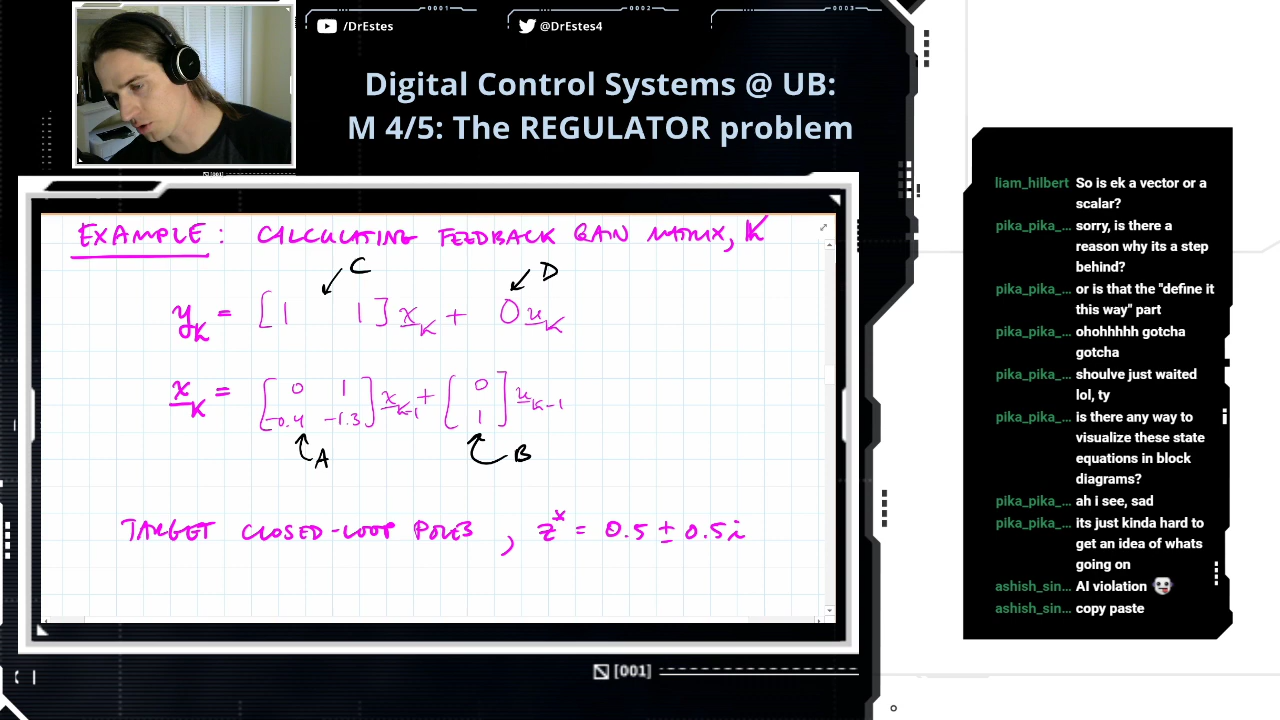 0001
0002
0003
/DrEstes
@DrEstes4
Digital Control Systems @ UB:
M 4/5: The REGULATOR problem
[001]
EXAMPLE: CALCULATING FEEDBACK GAIN MATRIX, K
C
D
y_K = [1 1] x_K + 0 u_K
x_K = [0 1
-0.4 -1.3] x_K-1 + [0
1] u_K-1
A
B
TARGET CLOSED-LOOP POLES, z* = 0.5 ± 0.5i
[001]
liam_hilbert So is ek a vector or a
scalar?
pika_pika_... sorry, is there a
reason why its a step
behind?
pika_pika_... or is that the "define it
this way" part
pika_pika_... ohohhhhh gotcha
gotcha
pika_pika_... shoulve just waited
lol, ty
pika_pika_... is there any way to
visualize these state
equations in block
diagrams?
pika_pika_... ah i see, sad
pika_pika_... its just kinda hard to
get an idea of whats
going on
ashish_sin... AI violation
ashish_sin... copy paste